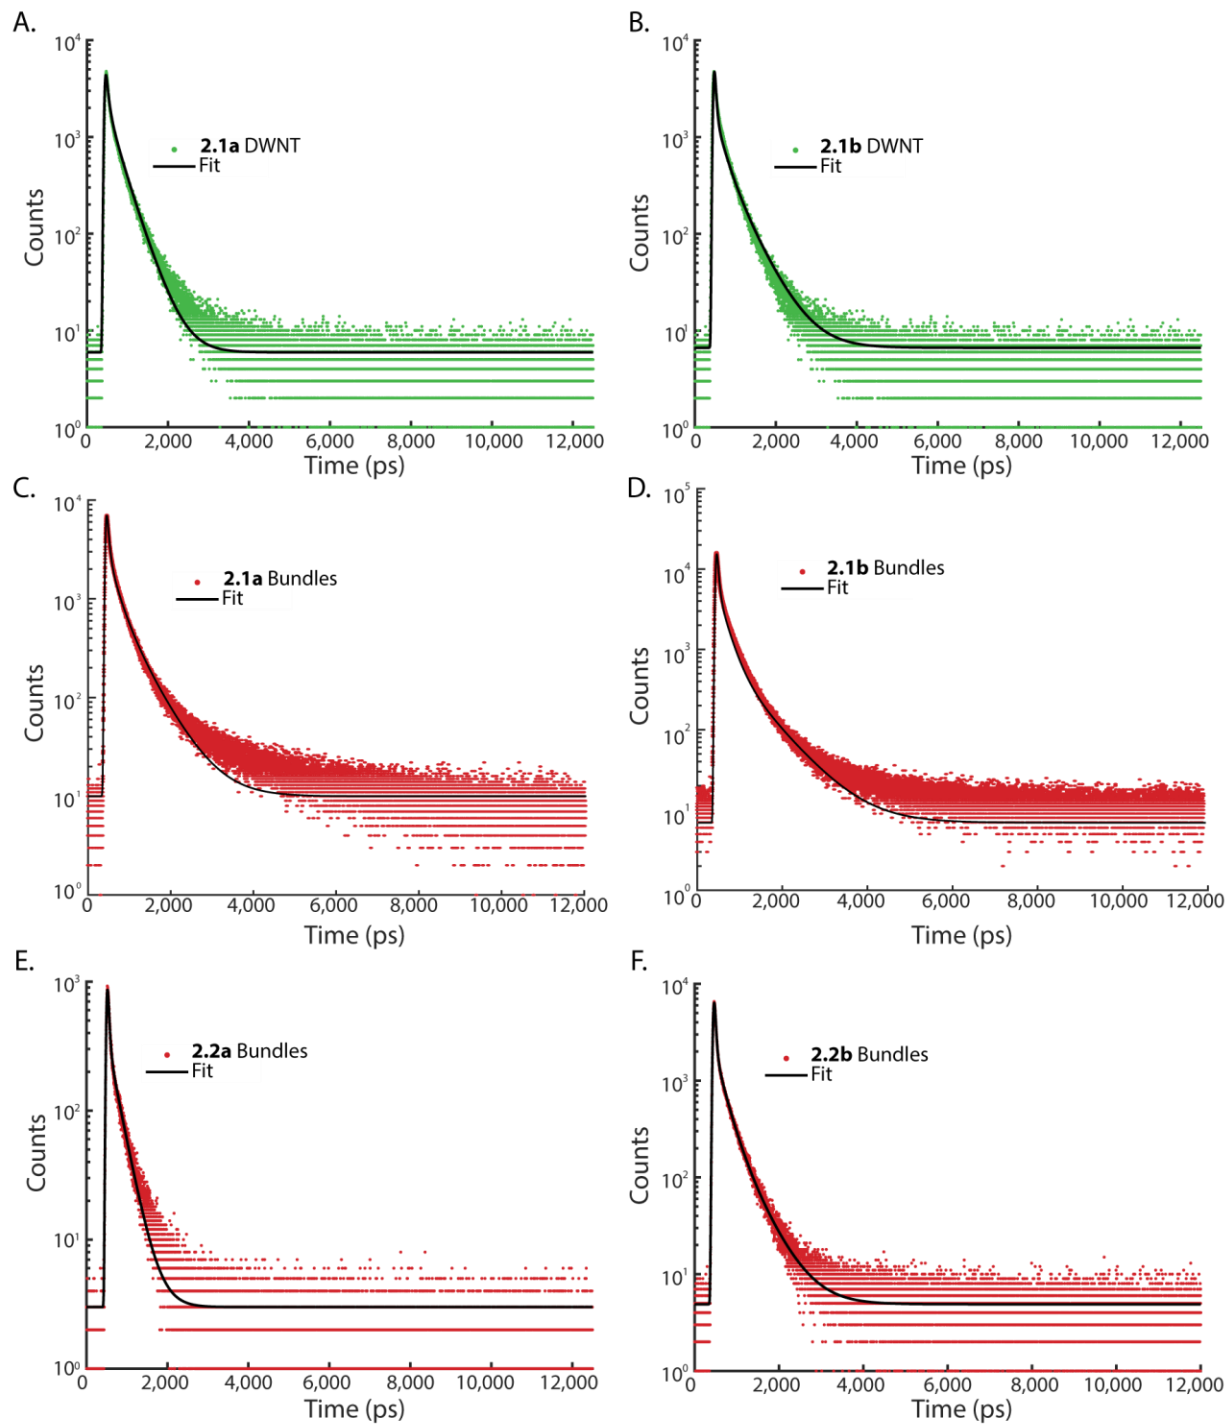 A.
10^4
10^3
10^2
10^1
10^0
Counts
2.1a DWNT
Fit
0 2,000 4,000 6,000 8,000 10,000 12,000
Time (ps)
B.
10^4
10^3
10^2
10^1
10^0
Counts
2.1b DWNT
Fit
0 2,000 4,000 6,000 8,000 10,000 12,000
Time (ps)
C.
10^4
10^3
10^2
10^1
10^0
Counts
2.1a Bundles
Fit
0 2,000 4,000 6,000 8,000 10,000 12,000
Time (ps)
D.
10^5
10^4
10^3
10^2
10^1
10^0
Counts
2.1b Bundles
Fit
0 2,000 4,000 6,000 8,000 10,000 12,000
Time (ps)
E.
10^3
10^2
10^1
10^0
Counts
2.2a Bundles
Fit
0 2,000 4,000 6,000 8,000 10,000 12,000
Time (ps)
F.
10^4
10^3
10^2
10^1
10^0
Counts
2.2b Bundles
Fit
0 2,000 4,000 6,000 8,000 10,000 12,000
Time (ps)